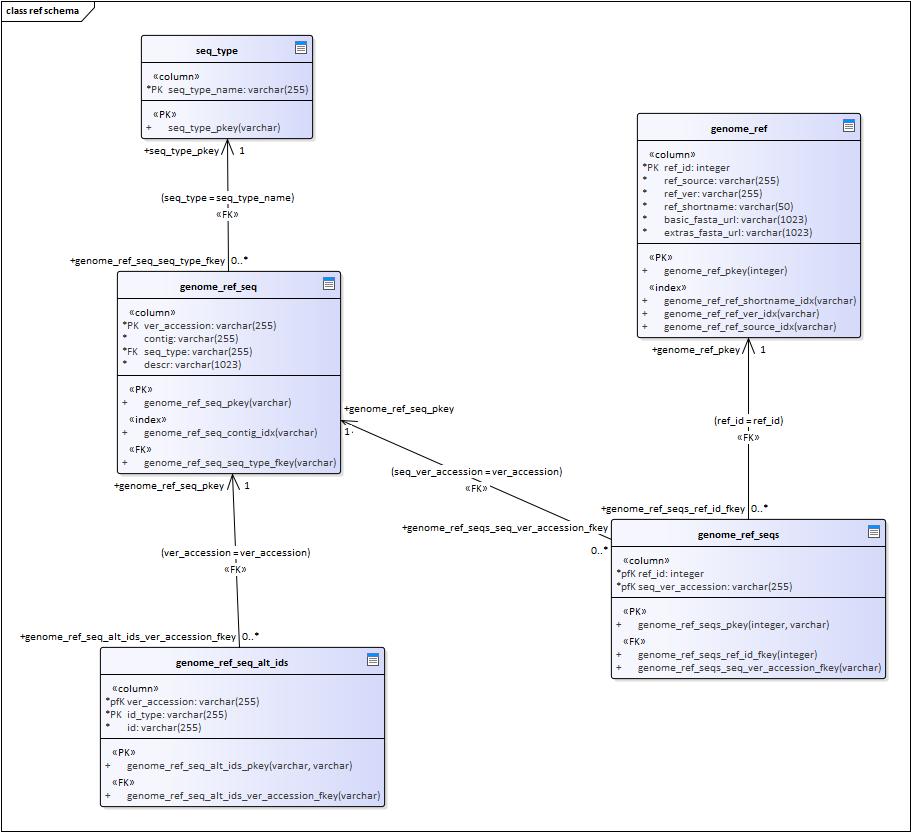 class ref schema
seq_type
«column»
*PK seq_type_name: varchar(255)
«PK»
+ seq_type_pkey(varchar)
+seq_type_pkey 1
(seq_type = seq_type_name)
«FK»
+genome_ref_seq_seq_type_fkey 0..*
genome_ref_seq
«column»
*PK ver_accession: varchar(255)
* contig: varchar(255)
*FK seq_type: varchar(255)
* descr: varchar(1023)
«PK»
+ genome_ref_seq_pkey(varchar)
«index»
+ genome_ref_seq_contig_idx(varchar)
«FK»
+ genome_ref_seq_seq_type_fkey(varchar)
+genome_ref_seq_pkey 1
(ver_accession = ver_accession)
«FK»
+genome_ref_seq_alt_ids_ver_accession_fkey 0..*
genome_ref_seq_alt_ids
«column»
*pfK ver_accession: varchar(255)
*PK id_type: varchar(255)
* id: varchar(255)
«PK»
+ genome_ref_seq_alt_ids_pkey(varchar, varchar)
«FK»
+ genome_ref_seq_alt_ids_ver_accession_fkey(varchar)
genome_ref
«column»
*PK ref_id: integer
* ref_source: varchar(255)
* ref_ver: varchar(255)
* ref_shortname: varchar(50)
* basic_fasta_url: varchar(1023)
* extras_fasta_url: varchar(1023)
«PK»
+ genome_ref_pkey(integer)
«index»
+ genome_ref_ref_shortname_idx(varchar)
+ genome_ref_ref_ver_idx(varchar)
+ genome_ref_ref_source_idx(varchar)
+genome_ref_pkey 1
(ref_id = ref_id)
«FK»
+genome_ref_seqs_ref_id_fkey 0..*
+genome_ref_seq_pkey
1
(seq_ver_accession = ver_accession)
«FK»
+genome_ref_seqs_seq_ver_accession_fkey
0..*
genome_ref_seqs
«column»
*pfK ref_id: integer
*pfK seq_ver_accession: varchar(255)
«PK»
+ genome_ref_seqs_pkey(integer, varchar)
«FK»
+ genome_ref_seqs_ref_id_fkey(integer)
+ genome_ref_seqs_seq_ver_accession_fkey(varchar)